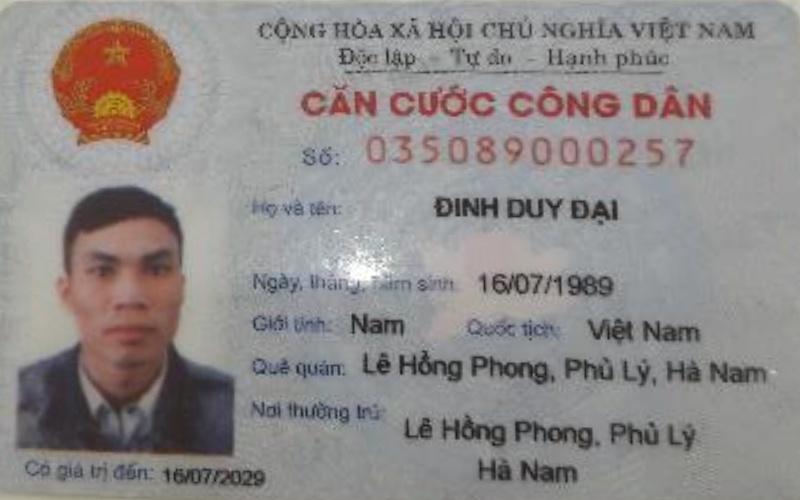 CỘNG HÒA XÃ HỘI CHỦ NGHĨA VIỆT NAM
Độc lập - Tự do - Hạnh phúc
CĂN CƯỚC CÔNG DÂN
Số: 035089000257
Họ và tên: ĐINH DUY ĐẠI
Ngày, tháng, năm sinh: 16/07/1989
Giới tính: Nam Quốc tịch: Việt Nam
Quê quán: Lê Hồng Phong, Phủ Lý, Hà Nam
Nơi thường trú: Lê Hồng Phong, Phủ Lý
Hà Nam
Có giá trị đến: 16/07/2029